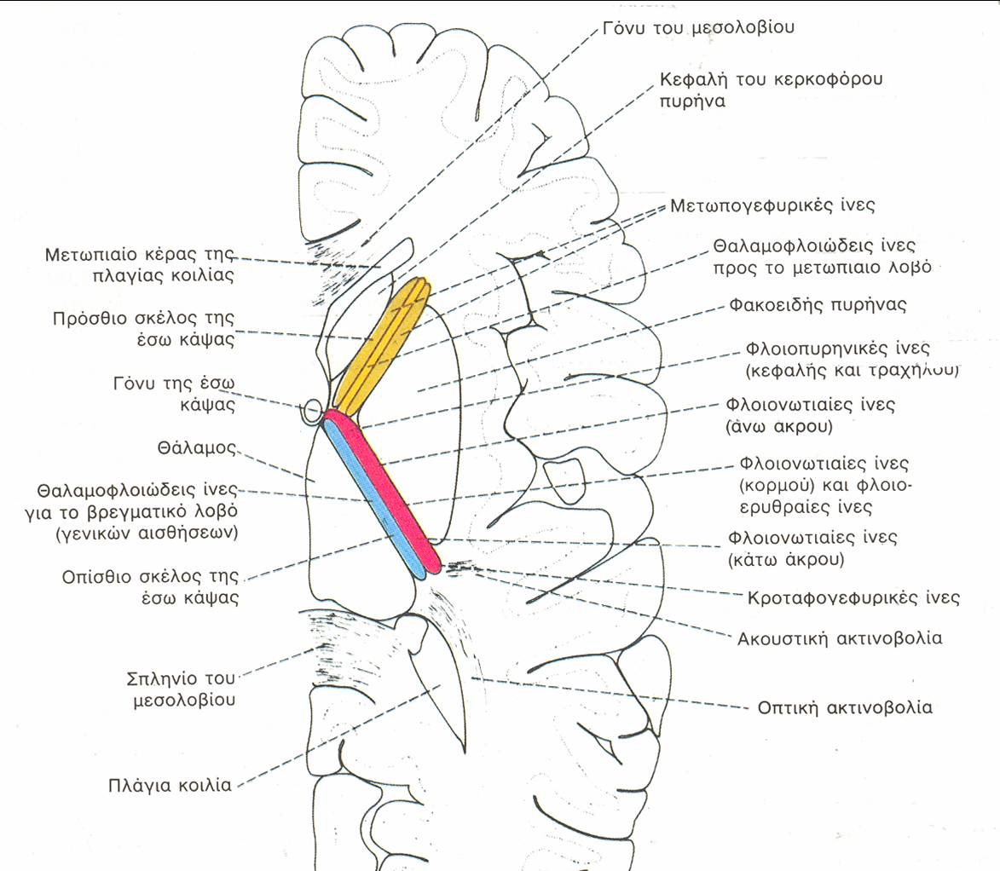 Γόνυ του μεσολοβίου
Κεφαλή του κερκοφόρου
πυρήνα
Μετωπογεφυρικές ίνες
Θαλαμοφλοιώδεις ίνες
προς το μετωπιαιο λοβό
Φακοειδής πυρήνας
Φλοιοπυρηνικές ίνες
(κεφαλής και τραχήλου)
Φλοιονωτιαίες ίνες
(άνω ακρου)
Φλοιονωτιαίες ίνες
(κορμού) και φλοιο-
ερυθραίες ίνες
Φλοιονωτιαίες ίνες
(κάτω άκρου)
Κροταφογεφυρικές ίνες
Ακουστική ακτινοβολία
Οπτική ακτινοβολία
Μετωπιαίο κέρας της
πλαγίας κοιλίας
Πρόσθιο σκέλος της
έσω κάψας
Γόνυ της έσω
κάψας
Θάλαμος
Θαλαμοφλοιώδεις ίνες
για το βρεγματικό λοβό
(γενικών αισθήσεων)
Οπίσθιο σκέλος της
έσω κάψας
Σπληνίο του
μεσολοβίου
Πλάγια κοιλία